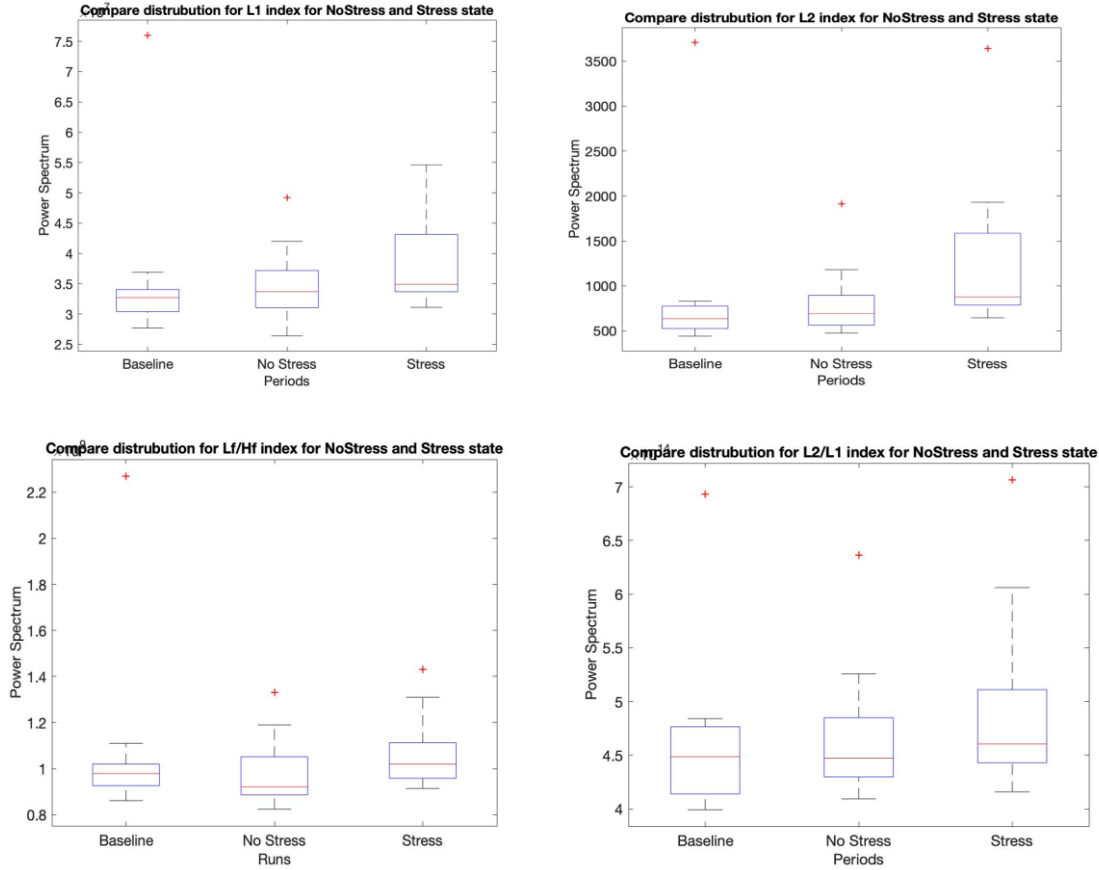 Compare distrubution for L1 index for NoStress and Stress state
7.5
7
6.5
6
5.5
5
4.5
4
3.5
3
2.5
Power Spectrum
Baseline No Stress Stress
Periods
Compare distrubution for L2 index for NoStress and Stress state
3500
3000
2500
2000
1500
1000
500
Power Spectrum
Baseline No Stress Stress
Periods
Compare distrubution for Lf/Hf index for NoStress and Stress state
2.2
2
1.8
1.6
1.4
1.2
1
0.8
Power Spectrum
Baseline No Stress Stress
Runs
Compare distrubution for L2/L1 index for NoStress and Stress state
7
6.5
6
5.5
5
4.5
4
Power Spectrum
Baseline No Stress Stress
Periods